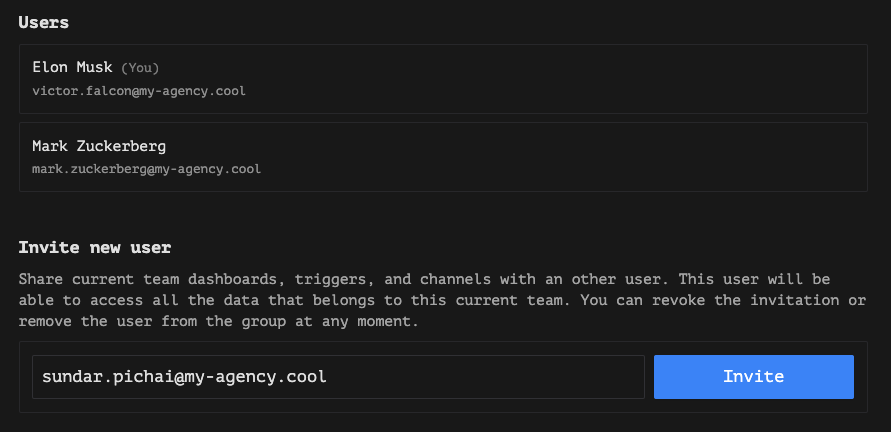 Users
Elon Musk (You)
victor.falcon@my-agency.cool
Mark Zuckerberg
mark.zuckerberg@my-agency.cool
Invite new user
Share current team dashboards, triggers, and channels with an other user. This user will be
able to access all the data that belongs to this current team. You can revoke the invitation or
remove the user from the group at any moment.
sundar.pichai@my-agency.cool Invite